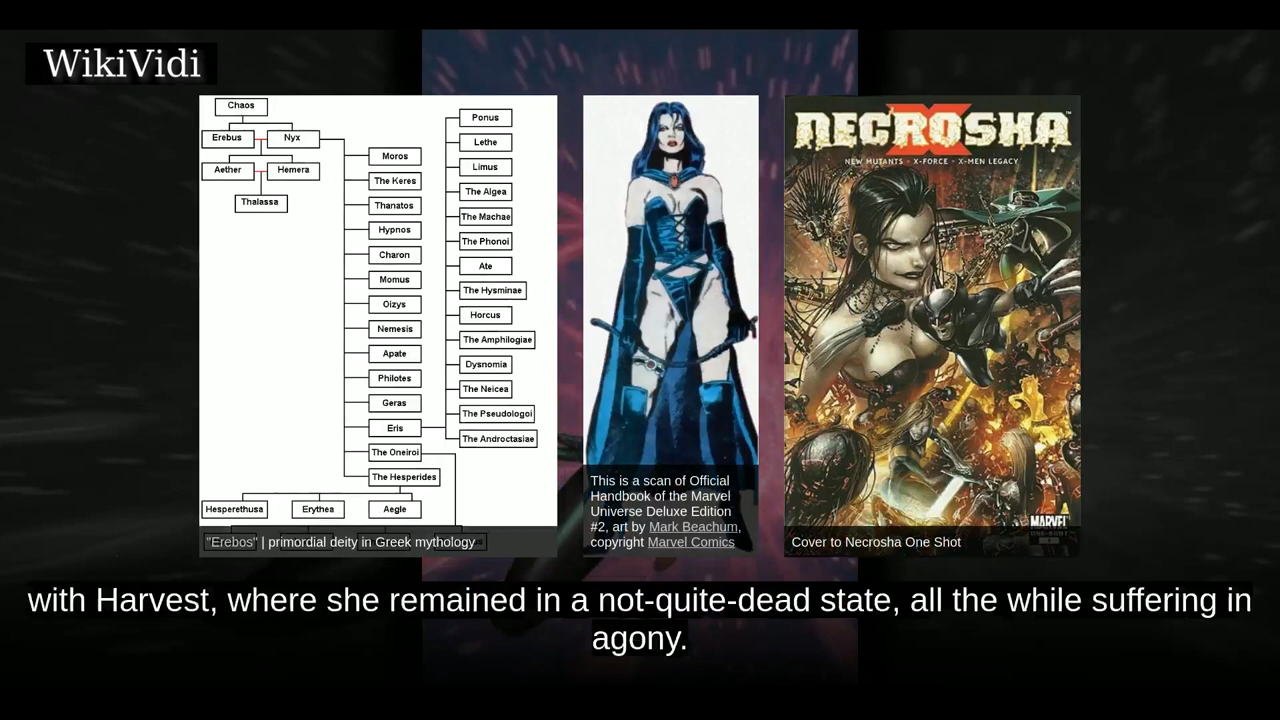 WikiVidi
Chaos
Erebus
Nyx
Aether
Hemera
Thalassa
Moros
The Keres
Thanatos
Hypnos
Charon
Momus
Oizys
Nemesis
Apate
Philotes
Geras
Eris
The Oneiroi
The Hesperides
Hesperethusa
Erythea
Aegle
Ponus
Lethe
Limus
The Algea
The Machae
The Phonoi
Ate
The Hysminae
Horcus
The Amphilogiae
Dysnomia
The Neicea
The Pseudologoi
The Androctasiae
"Erebos" | primordial deity in Greek mythology
This is a scan of Official
Handbook of the Marvel
Universe Deluxe Edition
#2, art by Mark Beachum,
copyright Marvel Comics
X
NECROSHA
NEW MUTANTS • X-FORCE • X-MEN LEGACY
MARVEL
Cover to Necrosha One Shot
with Harvest, where she remained in a not-quite-dead state, all the while suffering in
agony.